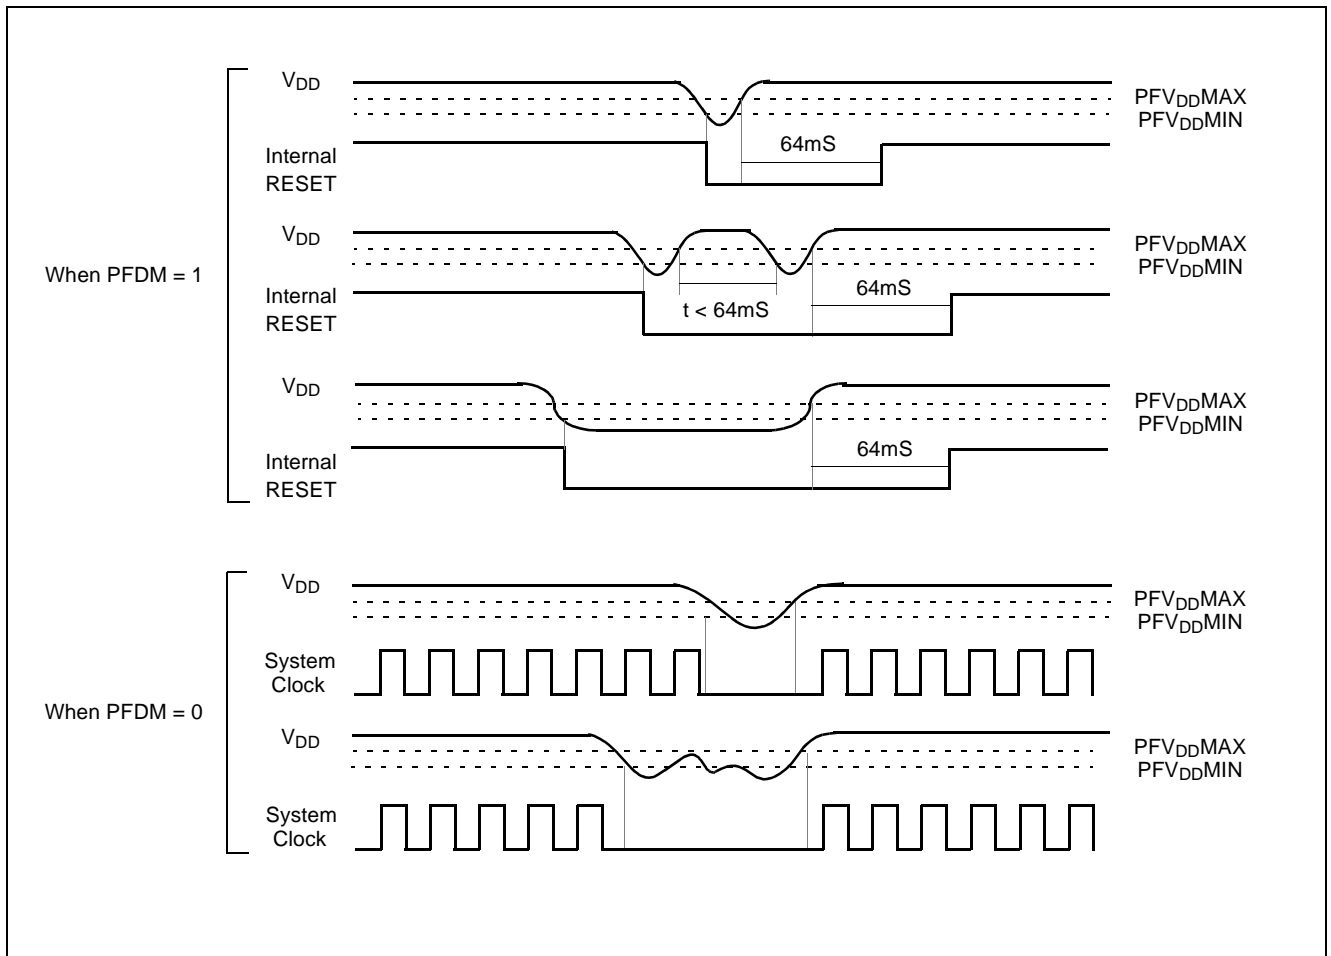 When PFDM = 1
VDD
PFVDDMAX
PFVDDMIN
Internal
RESET
64mS
VDD
PFVDDMAX
PFVDDMIN
Internal
RESET
t < 64mS
64mS
VDD
PFVDDMAX
PFVDDMIN
Internal
RESET
64mS
When PFDM = 0
VDD
PFVDDMAX
PFVDDMIN
System
Clock
VDD
PFVDDMAX
PFVDDMIN
System
Clock